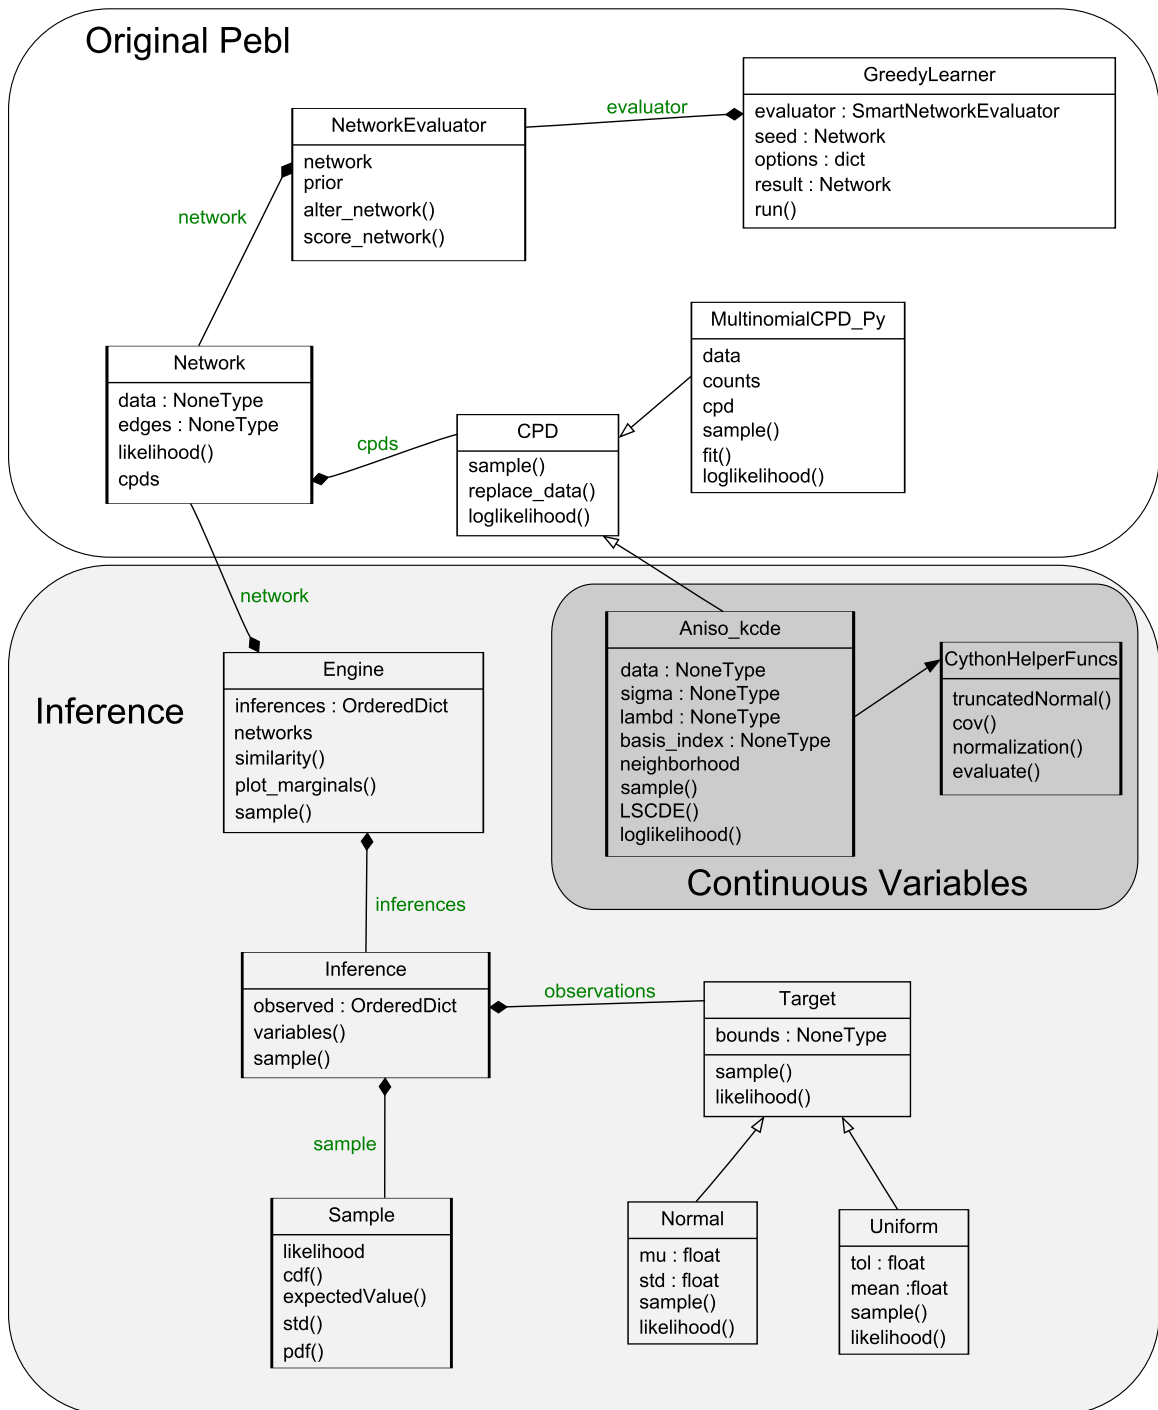 Original Pebl
GreedyLearner
evaluator : SmartNetworkEvaluator
seed : Network
options : dict
result : Network
run()
evaluator
NetworkEvaluator
network
prior
alter_network()
score_network()
network
MultinomialCPD_Py
data
counts
cpd
sample()
fit()
loglikelihood()
Network
data : NoneType
edges : NoneType
likelihood()
cpds
cpds
CPD
sample()
replace_data()
loglikelihood()
network
Aniso_kcde
data : NoneType
sigma : NoneType
lambd : NoneType
basis_index : NoneType
neighborhood
sample()
LSCDE()
loglikelihood()
CythonHelperFuncs
truncatedNormal()
cov()
normalization()
evaluate()
Continuous Variables
Inference
Engine
inferences : OrderedDict
networks
similarity()
plot_marginals()
sample()
inferences
Inference
observed : OrderedDict
variables()
sample()
observations
Target
bounds : NoneType
sample()
likelihood()
sample
Sample
likelihood
cdf()
expectedValue()
std()
pdf()
Normal
mu : float
std : float
sample()
likelihood()
Uniform
tol : float
mean :float
sample()
likelihood()